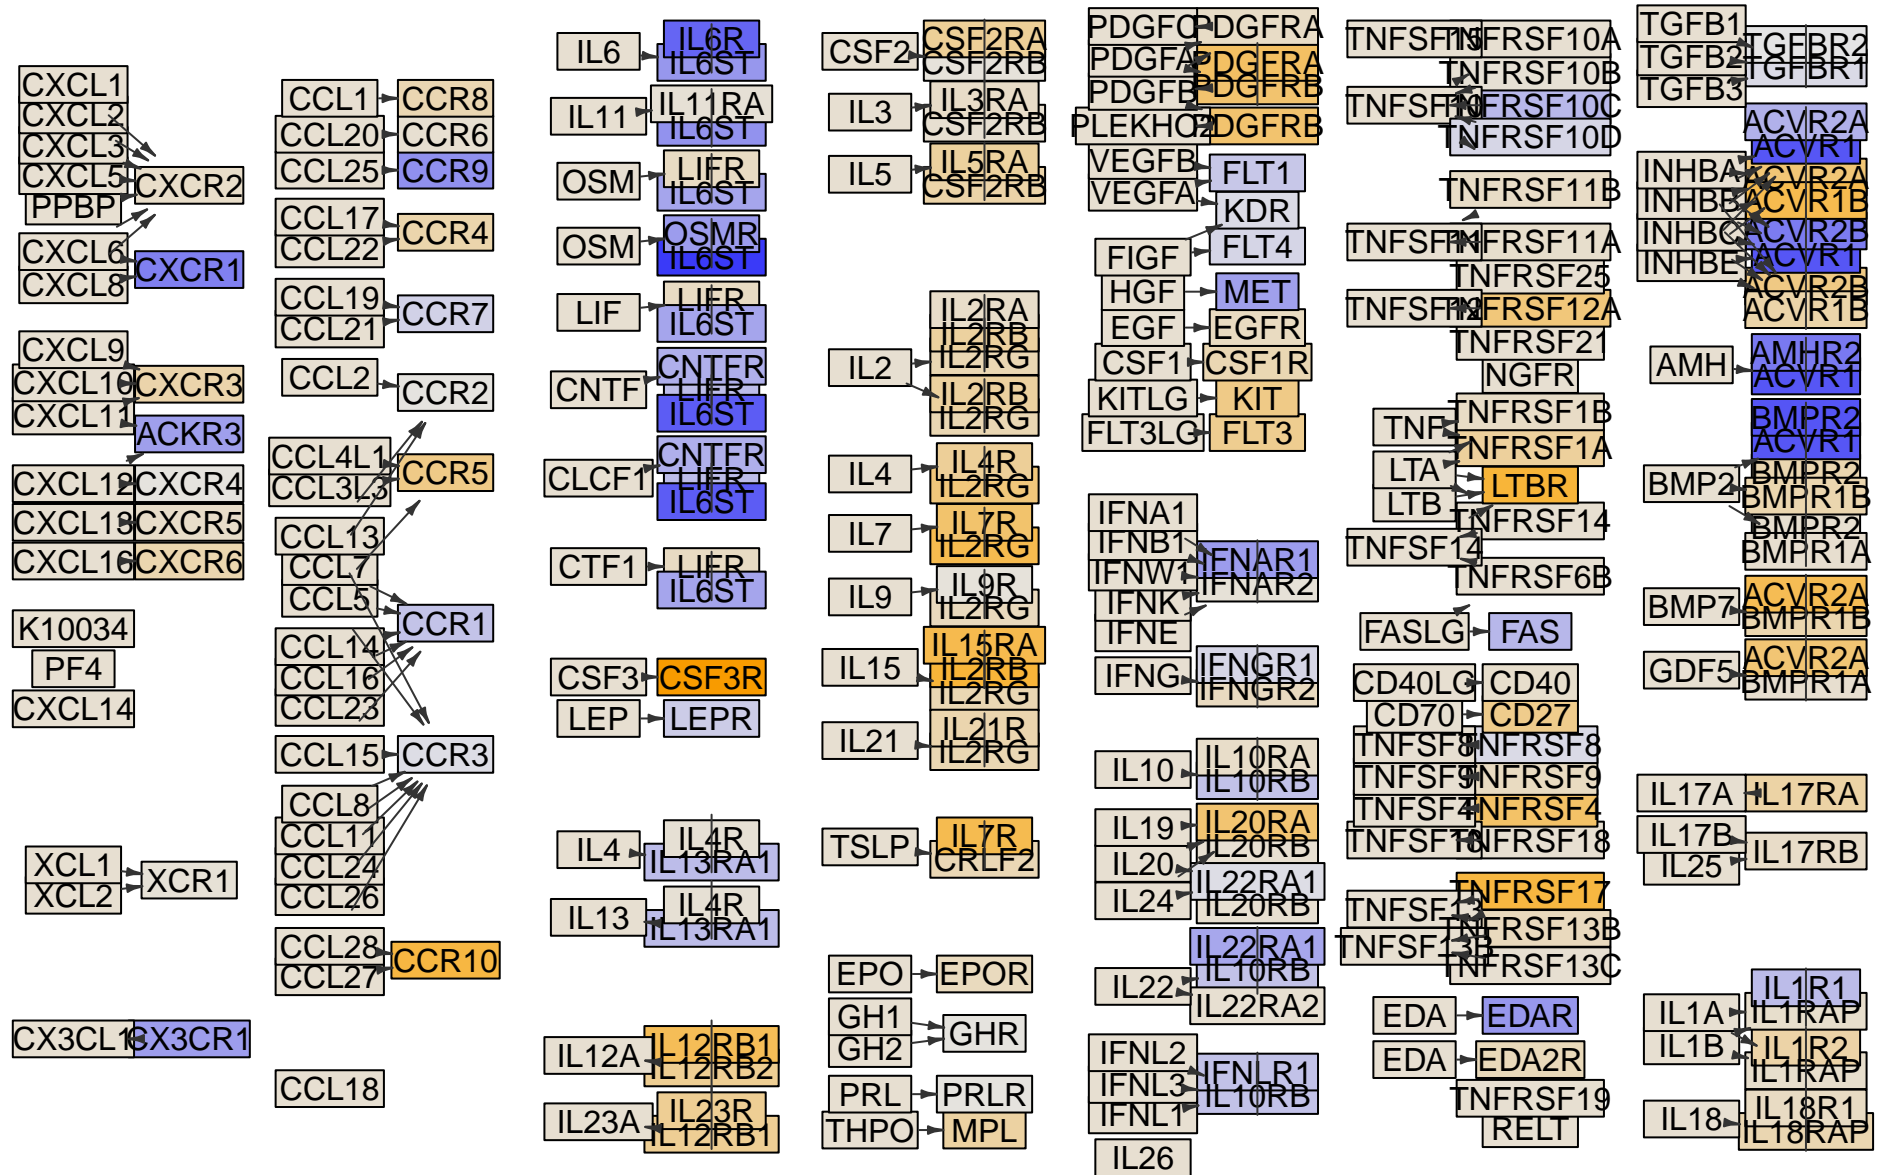 CXCL1
CXCL2
CXCL3
CXCL5
PPBP
CXCL6
CXCL8
CXCR2
CXCR1
CXCL9
CXCL10
CXCL11
CXCR3
ACKR3
CXCL12
CXCR4
CXCL13
CXCR5
CXCL16
CXCR6
K10034
PF4
CXCL14
XCL1
XCL2
XCR1
CX3CL1
CX3CR1
CCL1
CCR8
CCL20
CCR6
CCL25
CCR9
CCL17
CCL22
CCR4
CCL19
CCL21
CCR7
CCL2
CCR2
CCL4L1
CCL3L3
CCR5
CCL13
CCL7
CCL5
CCR1
CCL14
CCL16
CCL23
CCL15
CCR3
CCL8
CCL11
CCL24
CCL26
CCL28
CCL27
CCR10
CCL18
IL6
IL6R
IL6ST
IL11
IL11RA
IL6ST
OSM
LIFR
IL6ST
OSM
OSMR
IL6ST
LIF
LIFR
IL6ST
CNTF
CNTFR
LIFR
IL6ST
CLCF1
CNTFR
LIFR
IL6ST
CTF1
LIFR
IL6ST
CSF3
CSF3R
LEP
LEPR
IL4
IL4R
IL13RA1
IL13
IL4R
IL13RA1
IL12A
IL12RB1
IL12RB2
IL23A
IL23R
IL12RB1
CSF2
CSF2RA
CSF2RB
IL3
IL3RA
CSF2RB
IL5
IL5RA
CSF2RB
IL2
IL2RA
IL2RB
IL2RG
IL2RB
IL2RG
IL4
IL4R
IL2RG
IL7
IL7R
IL2RG
IL9
IL9R
IL2RG
IL15
IL15RA
IL2RB
IL2RG
IL21
IL21R
IL2RG
TSLP
IL7R
CRLF2
EPO
EPOR
GH1
GH2
GHR
PRL
PRLR
THPO
MPL
PDGFC
PDGFRA
PDGFA
PDGFRA
PDGFRB
PDGFB
PLEKHO2
PDGFRB
VEGFB
VEGFA
FLT1
KDR
FIGF
FLT4
HGF
MET
EGF
EGFR
CSF1
CSF1R
KITLG
KIT
FLT3LG
FLT3
IFNA1
IFNB1
IFNW1
IFNK
IFNE
IFNAR1
IFNAR2
IFNG
IFNGR1
IFNGR2
IL10
IL10RA
IL10RB
IL19
IL20
IL24
IL20RA
IL20RB
IL22RA1
IL20RB
IL22
IL22RA1
IL10RB
IL22RA2
IFNL2
IFNL3
IFNL1
IFNLR1
IL10RB
IL26
TNFRSF10A
TNFRSF10B
TNFRSF10C
TNFRSF10D
TNFRSF11B
TNFSF11
TNFRSF11A
TNFRSF25
TNFSF12
TNFRSF12A
TNFRSF21
NGFR
TNF
TNFRSF1B
TNFRSF1A
LTA
LTB
LTBR
TNFRSF14
TNFSF14
TNFRSF6B
FASLG
FAS
CD40LG
CD40
CD70
CD27
TNFSF8
TNFRSF8
TNFSF9
TNFRSF9
TNFSF4
TNFRSF4
TNFSF18
TNFRSF18
TNFRSF17
TNFSF13
TNFRSF13B
TNFSF13B
TNFRSF13C
EDA
EDAR
EDA
EDA2R
TNFRSF19
RELT
TGFB1
TGFB2
TGFB3
TGFBR2
TGFBR1
INHBA
INHBB
INHBC
INHBE
ACVR2A
ACVR1
ACVR2A
ACVR1B
ACVR2B
ACVR1
ACVR2B
ACVR1B
AMH
AMHR2
ACVR1
BMP2
BMPR2
ACVR1
BMPR2
BMPR1B
BMPR2
BMPR1A
BMP7
ACVR2A
BMPR1B
GDF5
ACVR2A
BMPR1A
IL17A
IL17RA
IL17B
IL25
IL17RB
IL1A
IL1B
IL1R1
IL1RAP
IL1R2
IL1RAP
IL18
IL18R1
IL18RAP